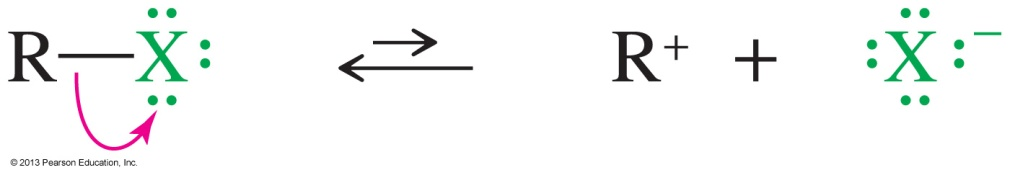 R—X: ⇌ R⁺ + :X:⁻
© 2013 Pearson Education, Inc.